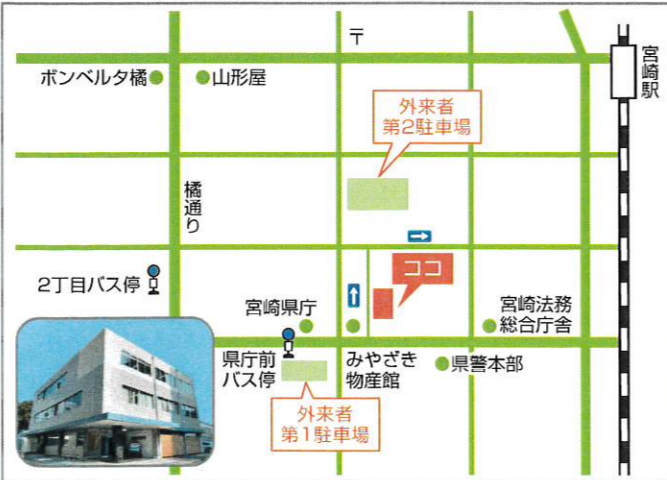 〒
宮崎駅
ボンベルタ橘
山形屋
外来者
第2駐車場
橘通り
2丁目バス停
ココ
宮崎県庁
宮崎法務
総合庁舎
県庁前
バス停
みやざき
物産館
県警本部
外来者
第1駐車場